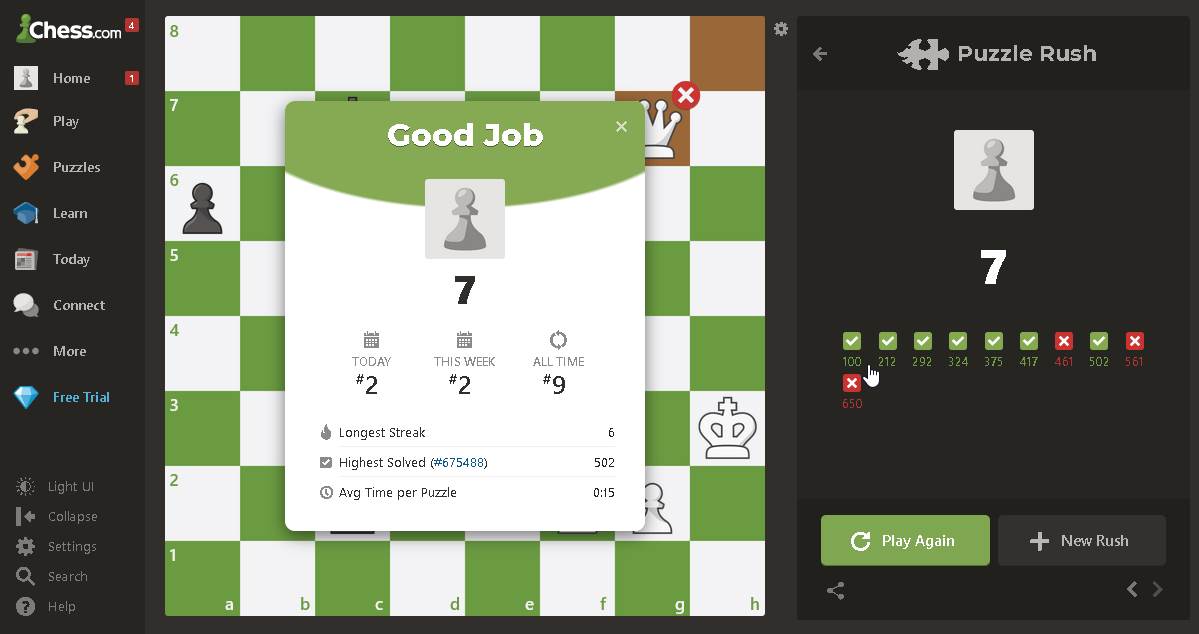 Chess.com 4
Home 1
Play
Puzzles
Learn
Today
Connect
More
Free Trial
Light UI
Collapse
Settings
Search
Help
8
7
6
5
4
3
2
1
a b c d e f g h
Good Job
7
TODAY THIS WEEK ALL TIME
#2 #2 #9
Longest Streak 6
Highest Solved (#675488) 502
Avg Time per Puzzle 0:15
Puzzle Rush
7
100 212 292 324 375 417 461 502 561
650
Play Again New Rush